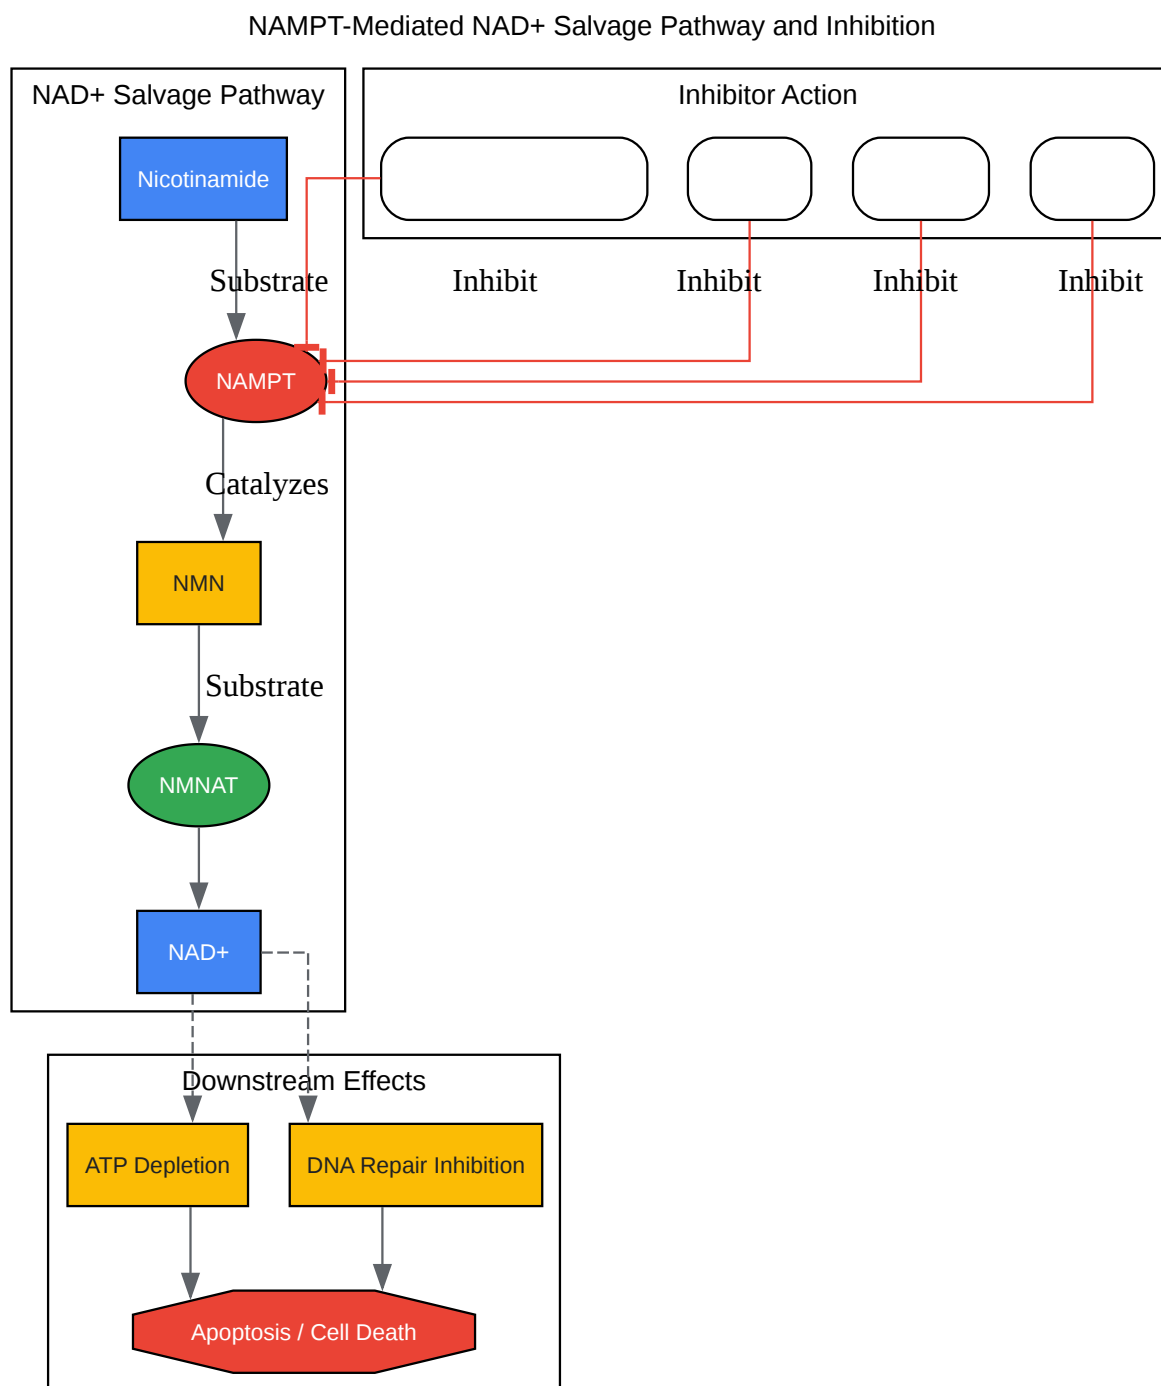 NAMPT-Mediated NAD+ Salvage Pathway and Inhibition
NAD+ Salvage Pathway
Inhibitor Action
Nicotinamide
Substrate
Inhibit
Inhibit
Inhibit
Inhibit
NAMPT
Catalyzes
NMN
Substrate
NMNAT
NAD+
Downstream Effects
ATP Depletion
DNA Repair Inhibition
Apoptosis / Cell Death